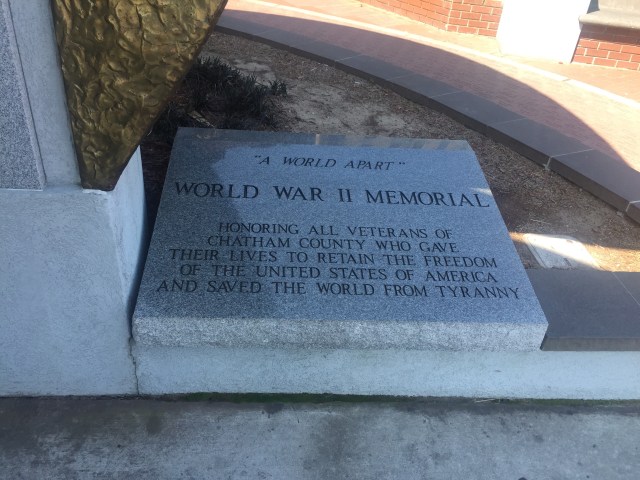 "A WORLD APART"
WORLD WAR II MEMORIAL
HONORING ALL VETERANS OF
CHATHAM COUNTY WHO GAVE
THEIR LIVES TO RETAIN THE FREEDOM
OF THE UNITED STATES OF AMERICA
AND SAVED THE WORLD FROM TYRANNY